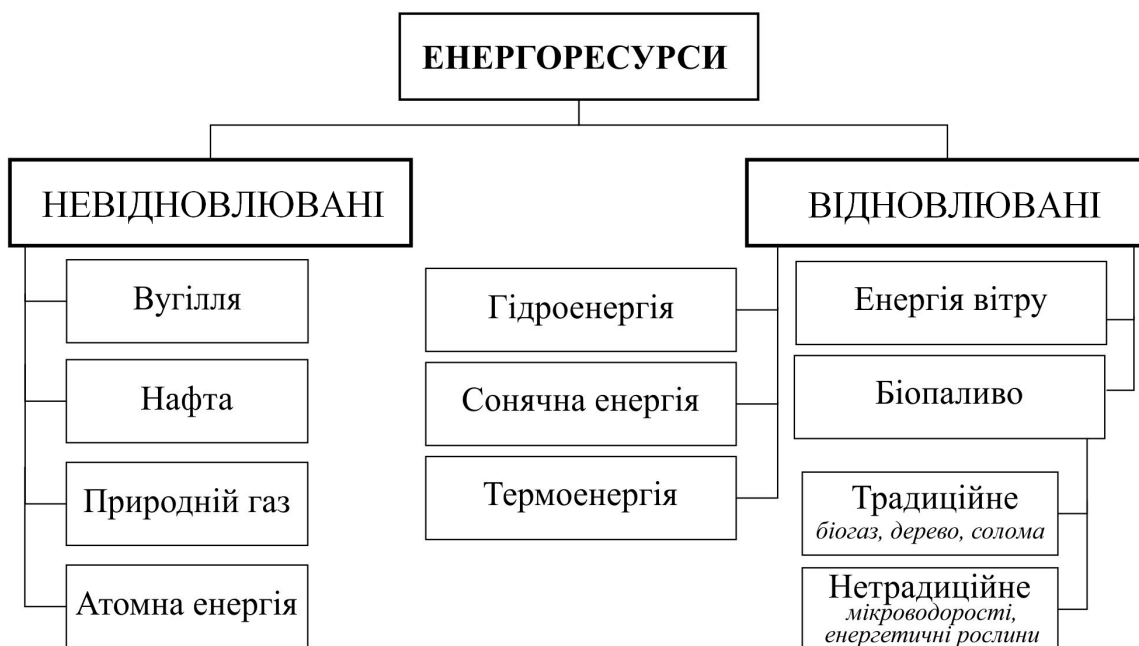 ЕНЕРГОРЕСУРСИ
НЕВІДНОВЛЮВАНІ
Вугілля
Нафта
Природній газ
Атомна енергія
ВІДНОВЛЮВАНІ
Гідроенергія
Сонячна енергія
Термоенергія
Енергія вітру
Біопаливо
Традиційне
біогаз, дерево, солома
Нетрадиційне
мікроводорості,
енергетичні рослини